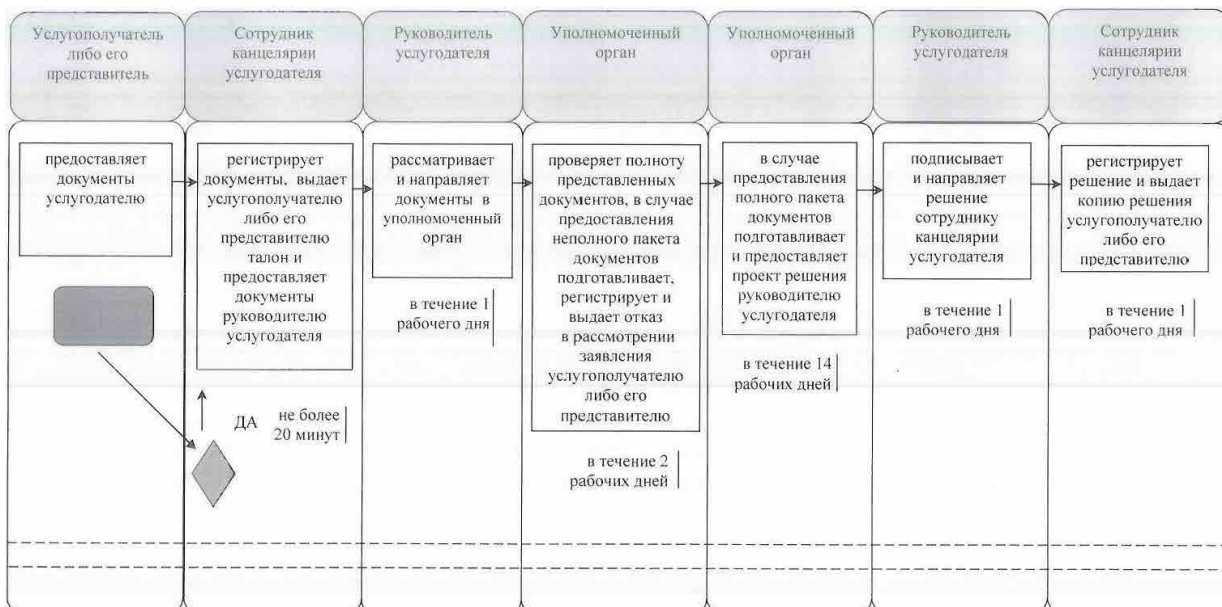 Услугополучатель
либо его
представитель
Сотрудник
канцелярии
услугодателя
Руководитель
услугодателя
Уполномоченный
орган
Уполномоченный
орган
Руководитель
услугодателя
Сотрудник
канцелярии
услугодателя
предоставляет
документы
услугодателю
регистрирует
документы, выдает
услугополучателю
либо его
представителю
талон и
предоставляет
документы
руководителю
услугодателя
ДА
не более
20 минут
рассматривает
и направляет
документы в
уполномоченный
орган
в течение 1
рабочего дня
проверяет полноту
представленных
документов, в случае
предоставления
неполного пакета
документов
подготавливает,
регистрирует и
выдает отказ
в рассмотрении
заявления
услугополучателю
либо его
представителю
в течение 2
рабочих дней
в случае
предоставления
полного пакета
документов
подготавливает
и предоставляет
проект решения
руководителю
услугодателя
в течение 14
рабочих дней
подписывает
и направляет
решение
сотруднику
канцелярии
услугодателя
в течение 1
рабочего дня
регистрирует
решение и выдает
копию решения
услугополучателю
либо его
представителю
в течение 1
рабочего дня